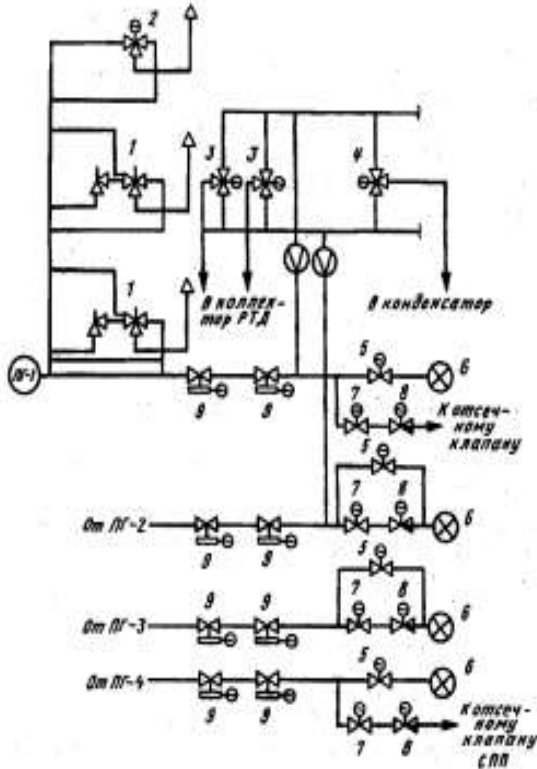 2
1
3
3
4
1
В коллек-
тор РТД
В конденсатор
ПГ-1
9
9
5
6
7
8
К отсеч-
ному
клапану
5
От ПГ-2
9
9
7
8
6
5
От ПГ-3
9
9
7
8
6
От ПГ-4
9
9
5
6
7
8
К отсеч-
ному
клапану
СПП